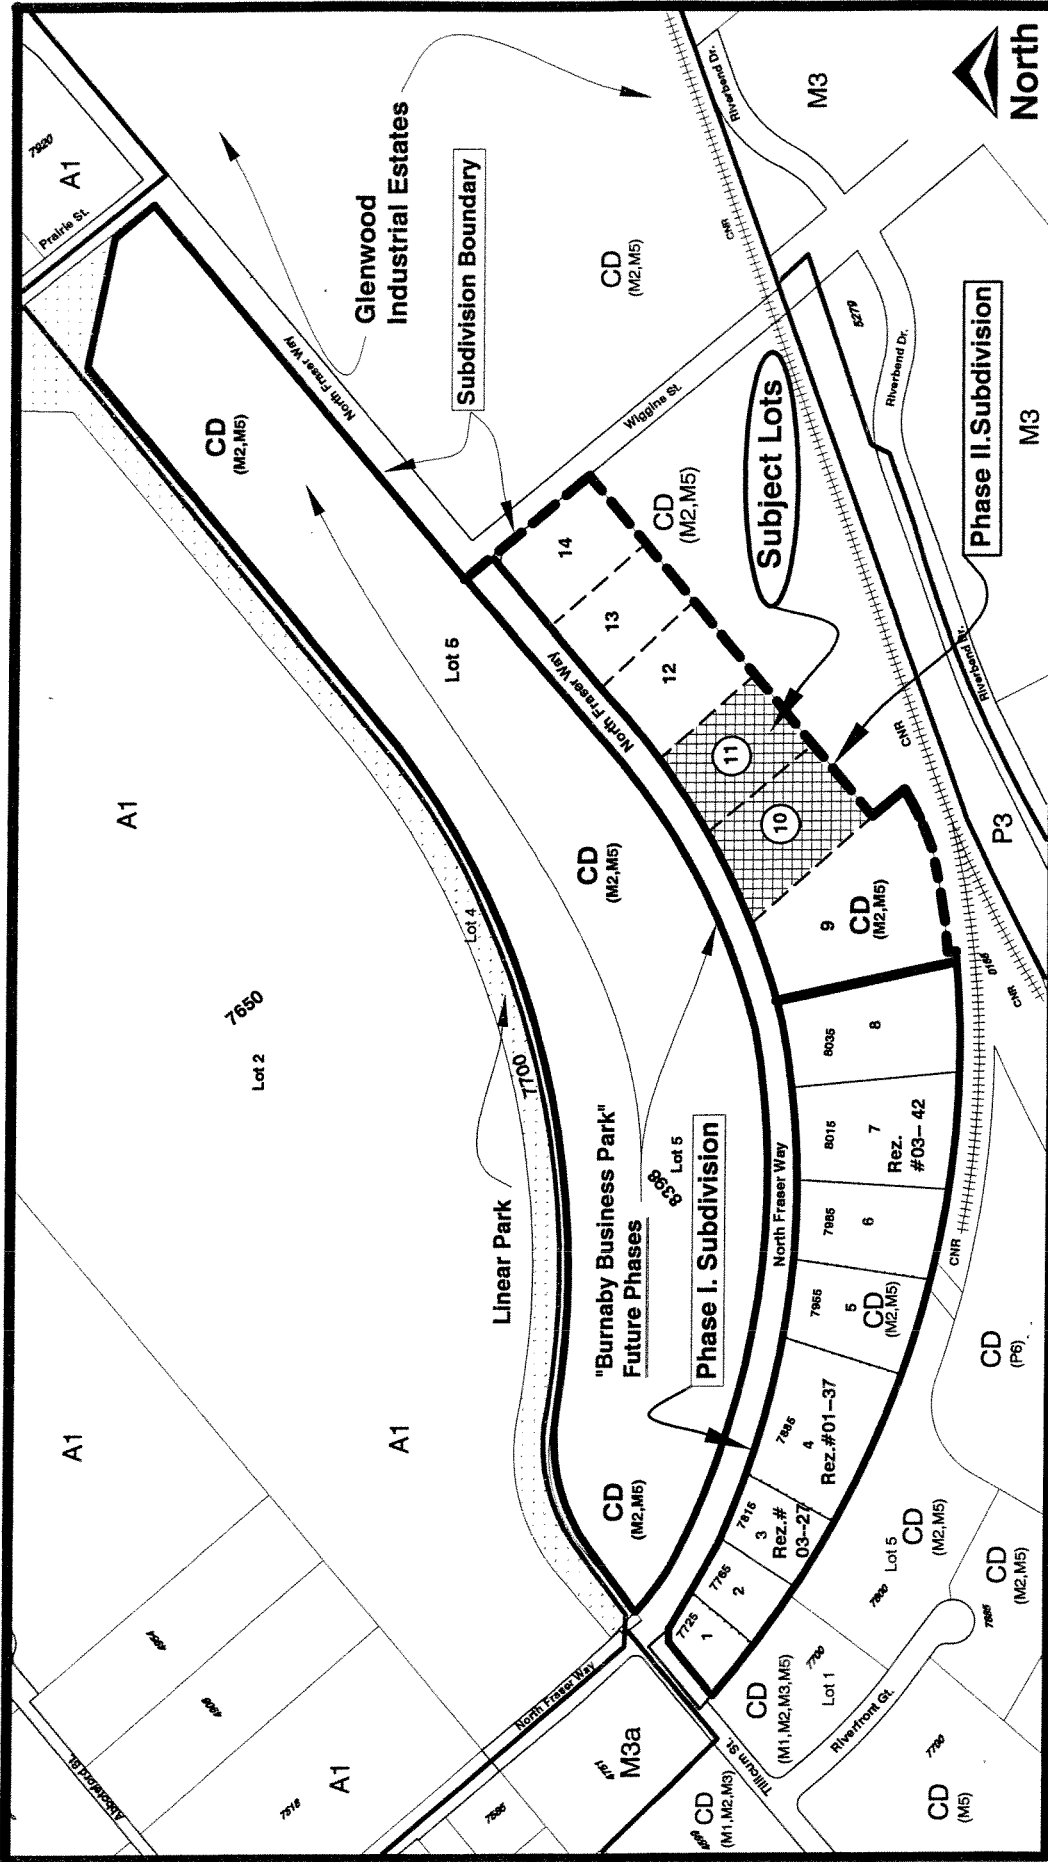 North
7920
A1
Prairie St.
Glenwood
Industrial Estates
Riverbend Dr.
M3
Subdivision Boundary
CNR
CD
(M2,M5)
North Fraser Way
CD
(M2,M5)
Wiggins St.
5279
Riverbend Dr.
Phase II.Subdivision
M3
Subject Lots
CD
(M2,M5)
14
13
12
11
10
Lot 5
North Fraser Way
Riverbend Dr.
CNR
P3
A1
CD
(M2,M5)
Lot 4
9
CD
(M2,M5)
CNR
7650
Lot 2
7700
8035
8
8015
7
Rez.
#03-42
7985
6
7955
5
CD
(M2,M5)
CNR
Linear Park
"Burnaby Business Park"
Future Phases
8398
Lot 5
Phase I. Subdivision
North Fraser Way
CD
(P6)
A1
A1
CD
(M2,M5)
7885
4
Rez.#01-37
7815
3
Rez.#
03--27
7765
2
7725
1
Lot 5
7800
CD
(M2,M5)
CD
(M2,M5)
7885
CD
(M1,M2,M3,M5)
7700
Lot 1
Riverfront Gt.
Tillicum St.
7700
CD
(M5)
North Fraser Way
M3a
CD
(M1,M2,M3)
A1
7518
7585
Abbotsford St.